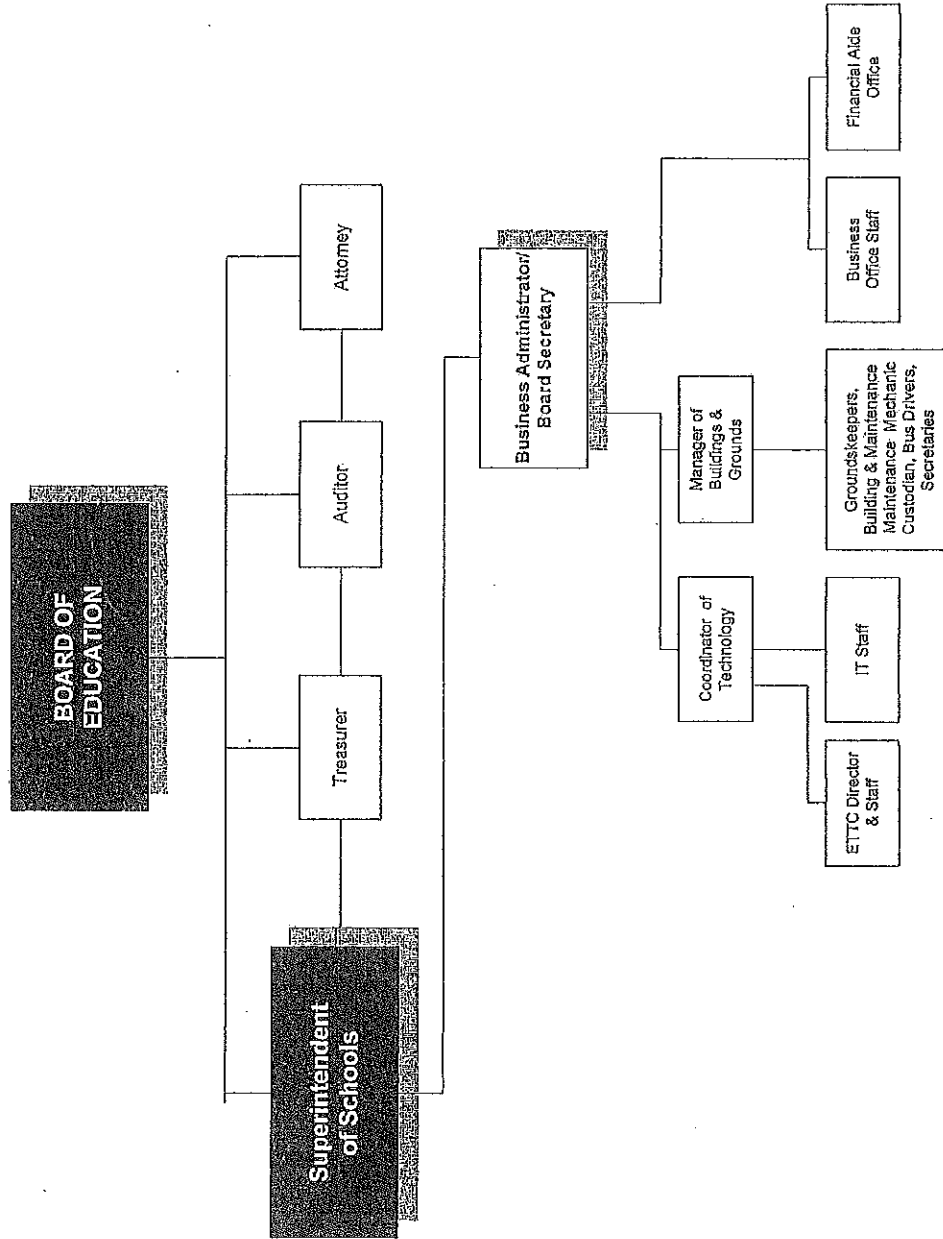 BOARD OF
EDUCATION
Superintendent
of Schools
Treasurer
Auditor
Attorney
Business Administrator/
Board Secretary
Coordinator of
Technology
Manager of
Buildings &
Grounds
ETTC Director
& Staff
IT Staff
Groundskeepers,
Building & Maintenance
Maintenance Mechanic
Custodian, Bus Drivers,
Secretaries
Business
Office Staff
Financial Aide
Office